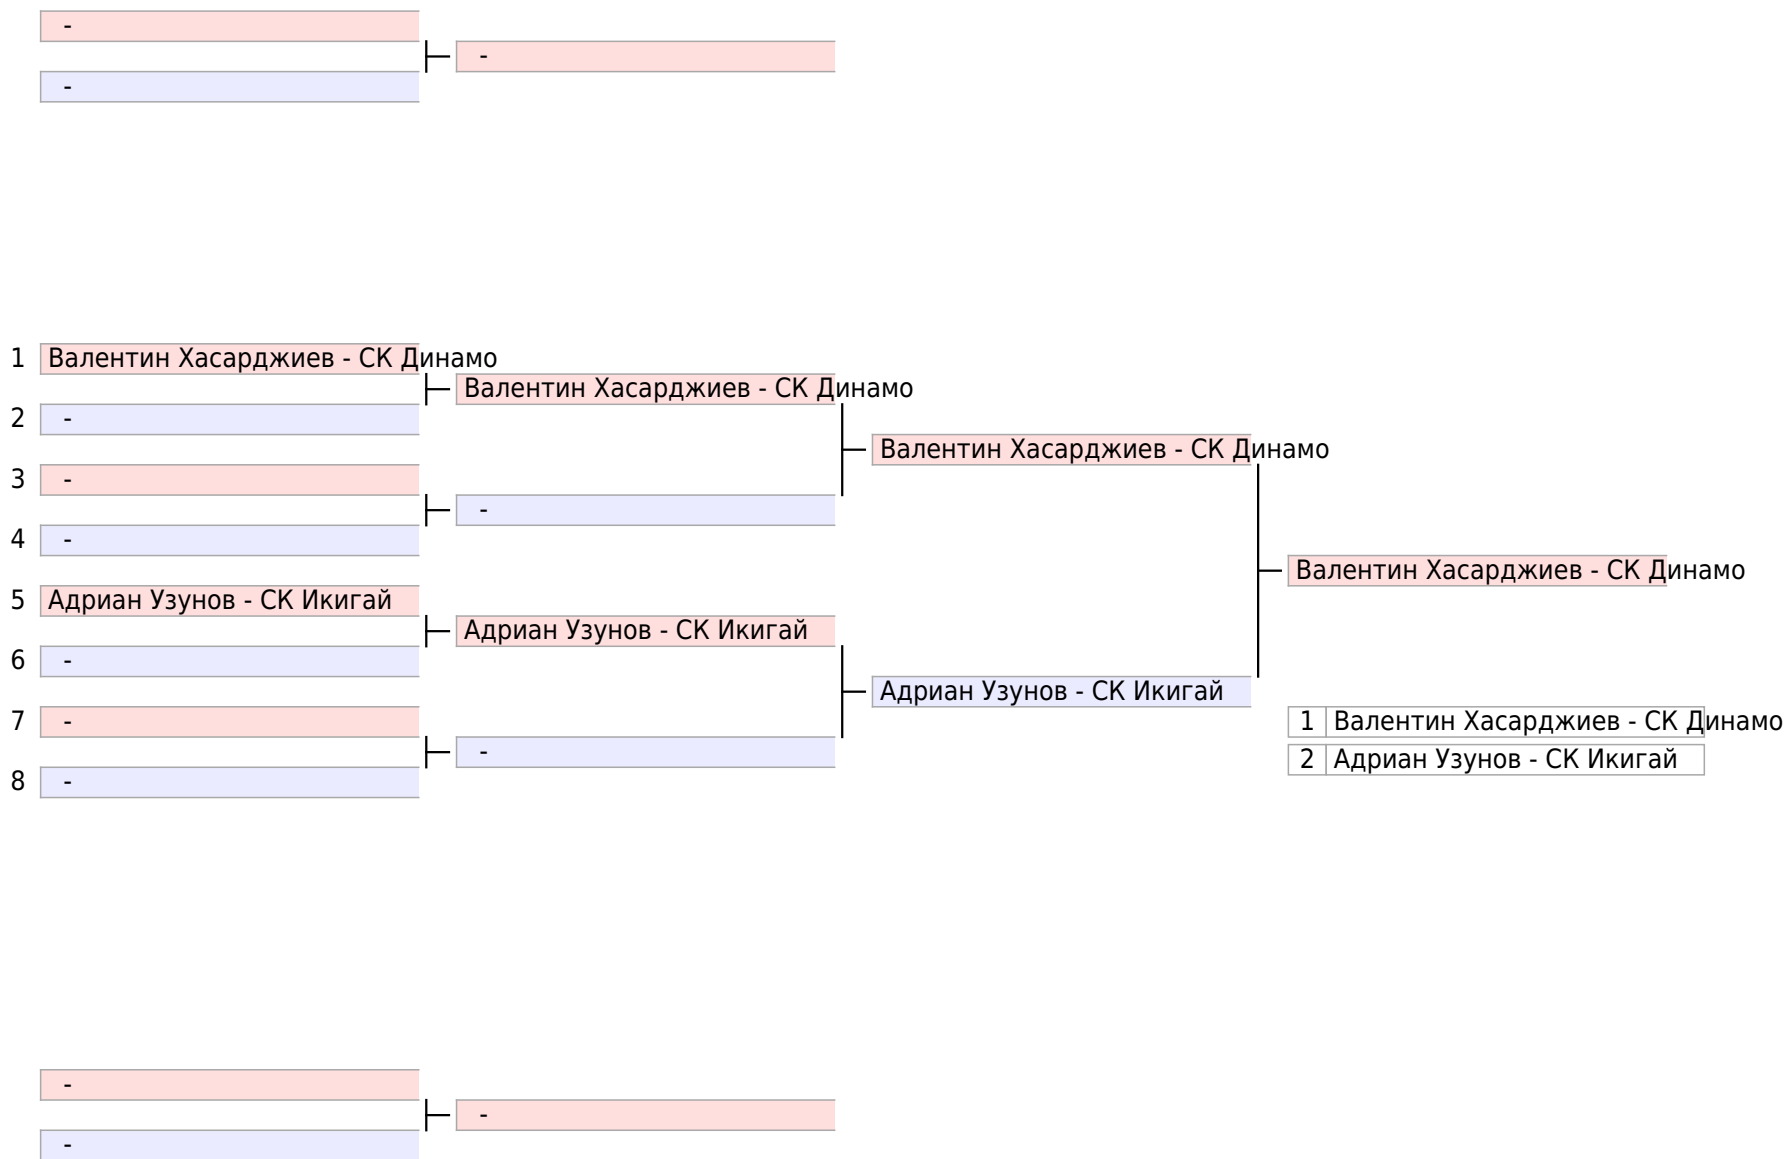 -
-
-
1 Валентин Хасарджиев - СК Динамо
Валентин Хасарджиев - СК Динамо
2 -
Валентин Хасарджиев - СК Динамо
3 -
-
4 -
Валентин Хасарджиев - СК Динамо
5 Адриан Узунов - СК Икигай
Адриан Узунов - СК Икигай
6 -
Адриан Узунов - СК Икигай
7 -
1 Валентин Хасарджиев - СК Динамо
-
2 Адриан Узунов - СК Икигай
8 -
-
-
-